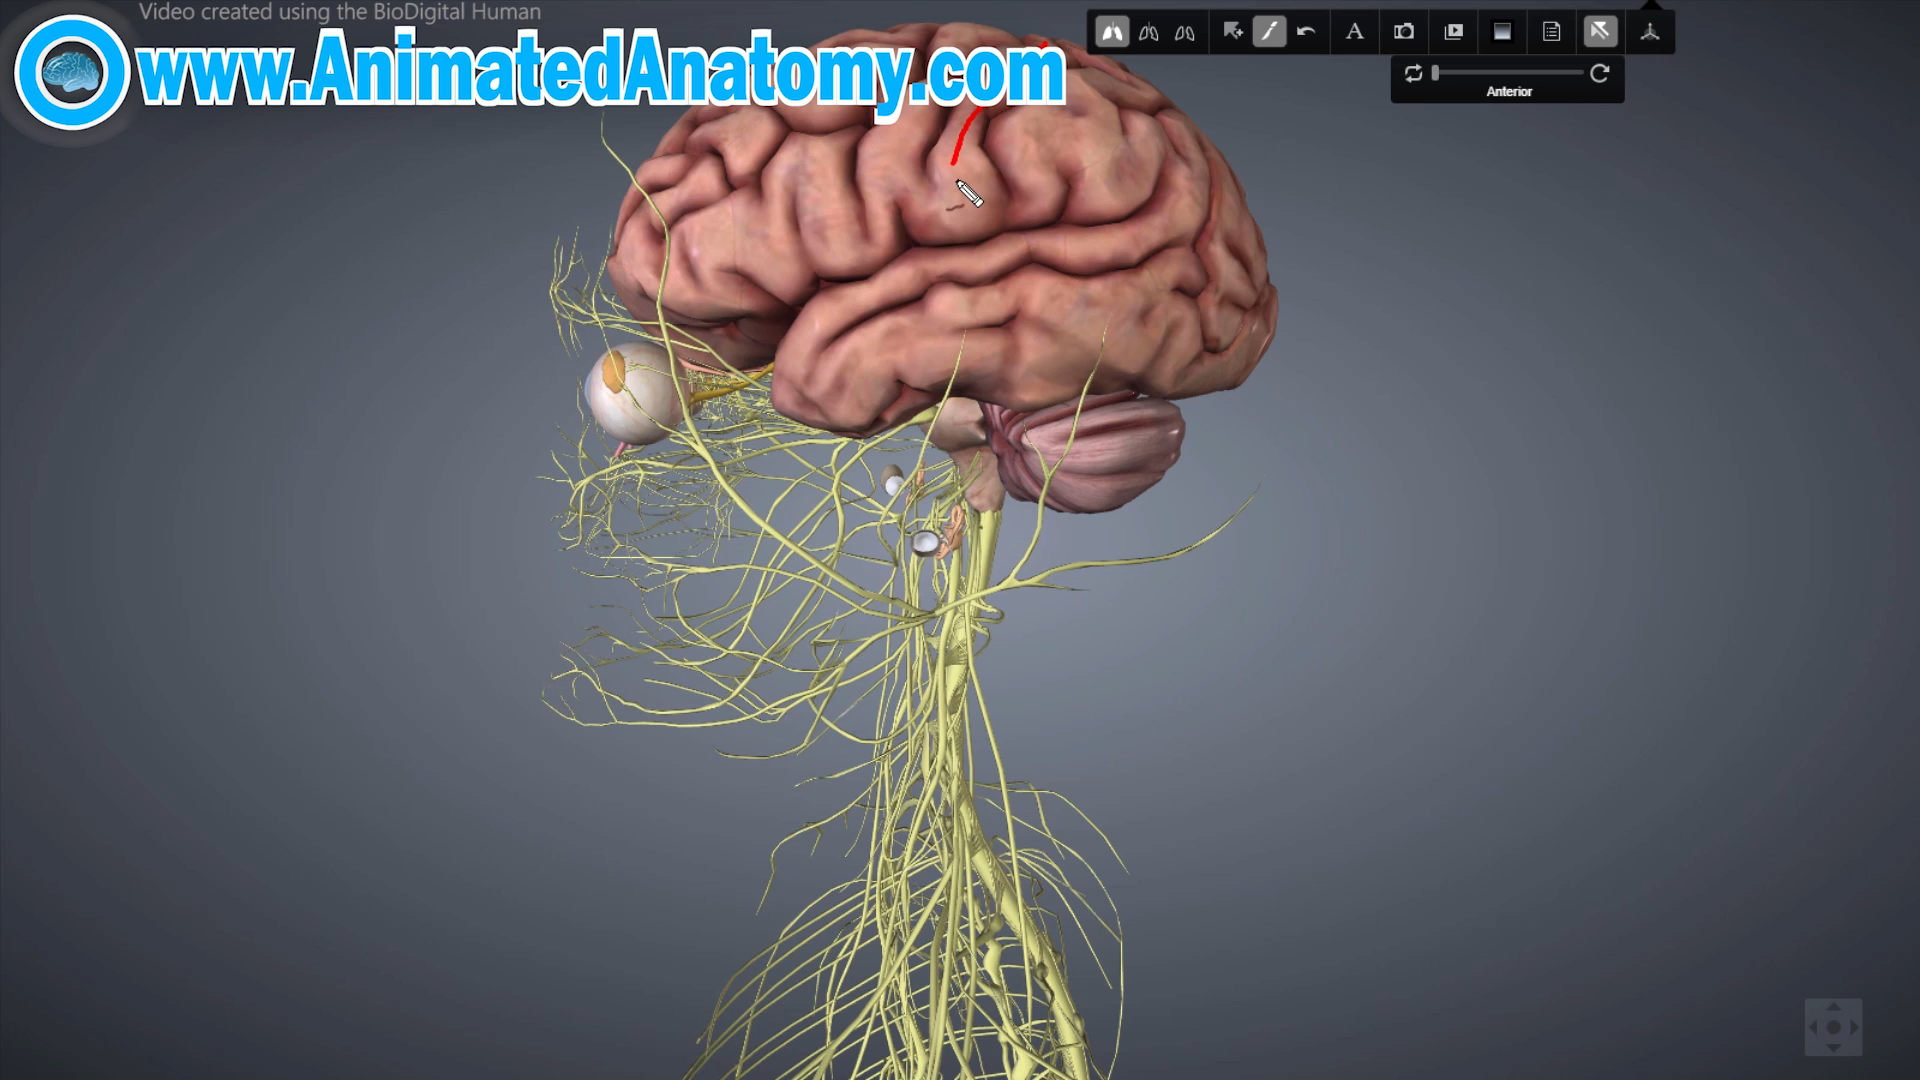 Video created using the BioDigital Human
www.AnimatedAnatomy.com
A
Anterior